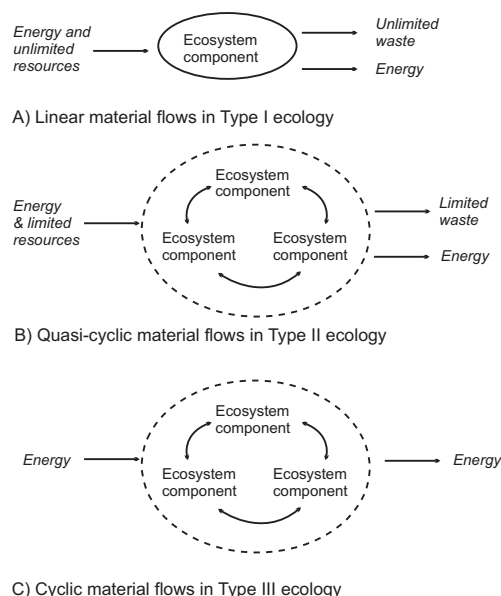 Energy and
unlimited
resources
Ecosystem
component
Unlimited
waste
Energy
A) Linear material flows in Type I ecology
Energy
& limited
resources
Ecosystem
component
Ecosystem
component
Ecosystem
component
Limited
waste
Energy
B) Quasi-cyclic material flows in Type II ecology
Energy
Ecosystem
component
Ecosystem
component
Ecosystem
component
Energy
C) Cyclic material flows in Type III ecology